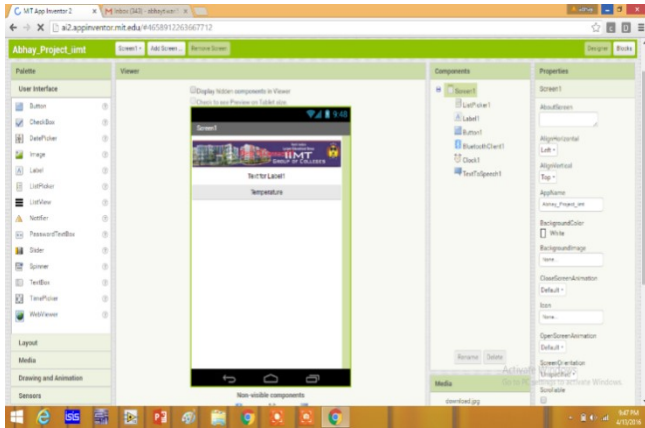 MIT App Inventor 2
ai2.appinventor.mit.edu/#4658912263667712
Abhay_Project_iimt
Screen1
Add Screen ...
Remove Screen
Designer
Blocks
Palette
Viewer
Components
Properties
User Interface
Button
CheckBox
DatePicker
Image
Label
ListPicker
ListView
Notifier
PasswordTextBox
Slider
Spinner
TextBox
TimePicker
WebViewer
Layout
Media
Drawing and Animation
Sensors
Display hidden components in Viewer
Check to see Preview on Tablet size.
9:48
Screen1
IIMT
GROUP OF COLLEGES
Text for Label1
Temperature
Non-visible components
Screen1
ListPicker1
Label1
Button1
BluetoothClient1
Clock1
TextToSpeech1
Rename
Delete
Media
download.jpg
Screen1
AboutScreen
AlignHorizontal
Left
AlignVertical
Top
AppName
Abhay_Project_iimt
BackgroundColor
White
BackgroundImage
None...
CloseScreenAnimation
Default
Icon
None...
OpenScreenAnimation
Default
ScreenOrientation
Unspecified
Scrollable
Activate Windows
Go to PC settings to activate Windows.
ISIS
9:47 PM
4/13/2016